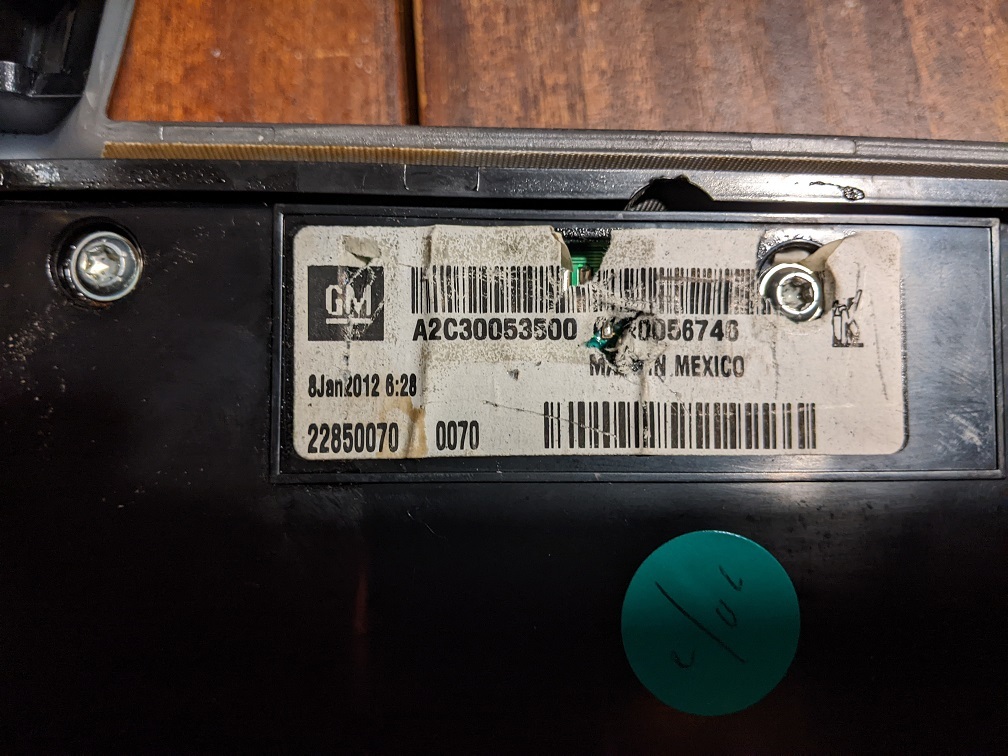 GM
A2C30053500
MADE IN MEXICO
8Jan2012 6:28
22850070 0070